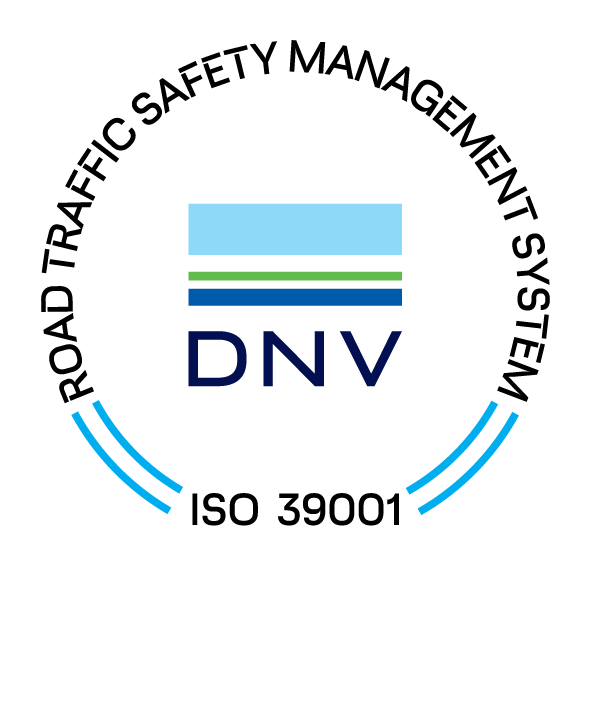 ROAD TRAFFIC SAFETY MANAGEMENT SYSTEM
DNV
ISO 39001